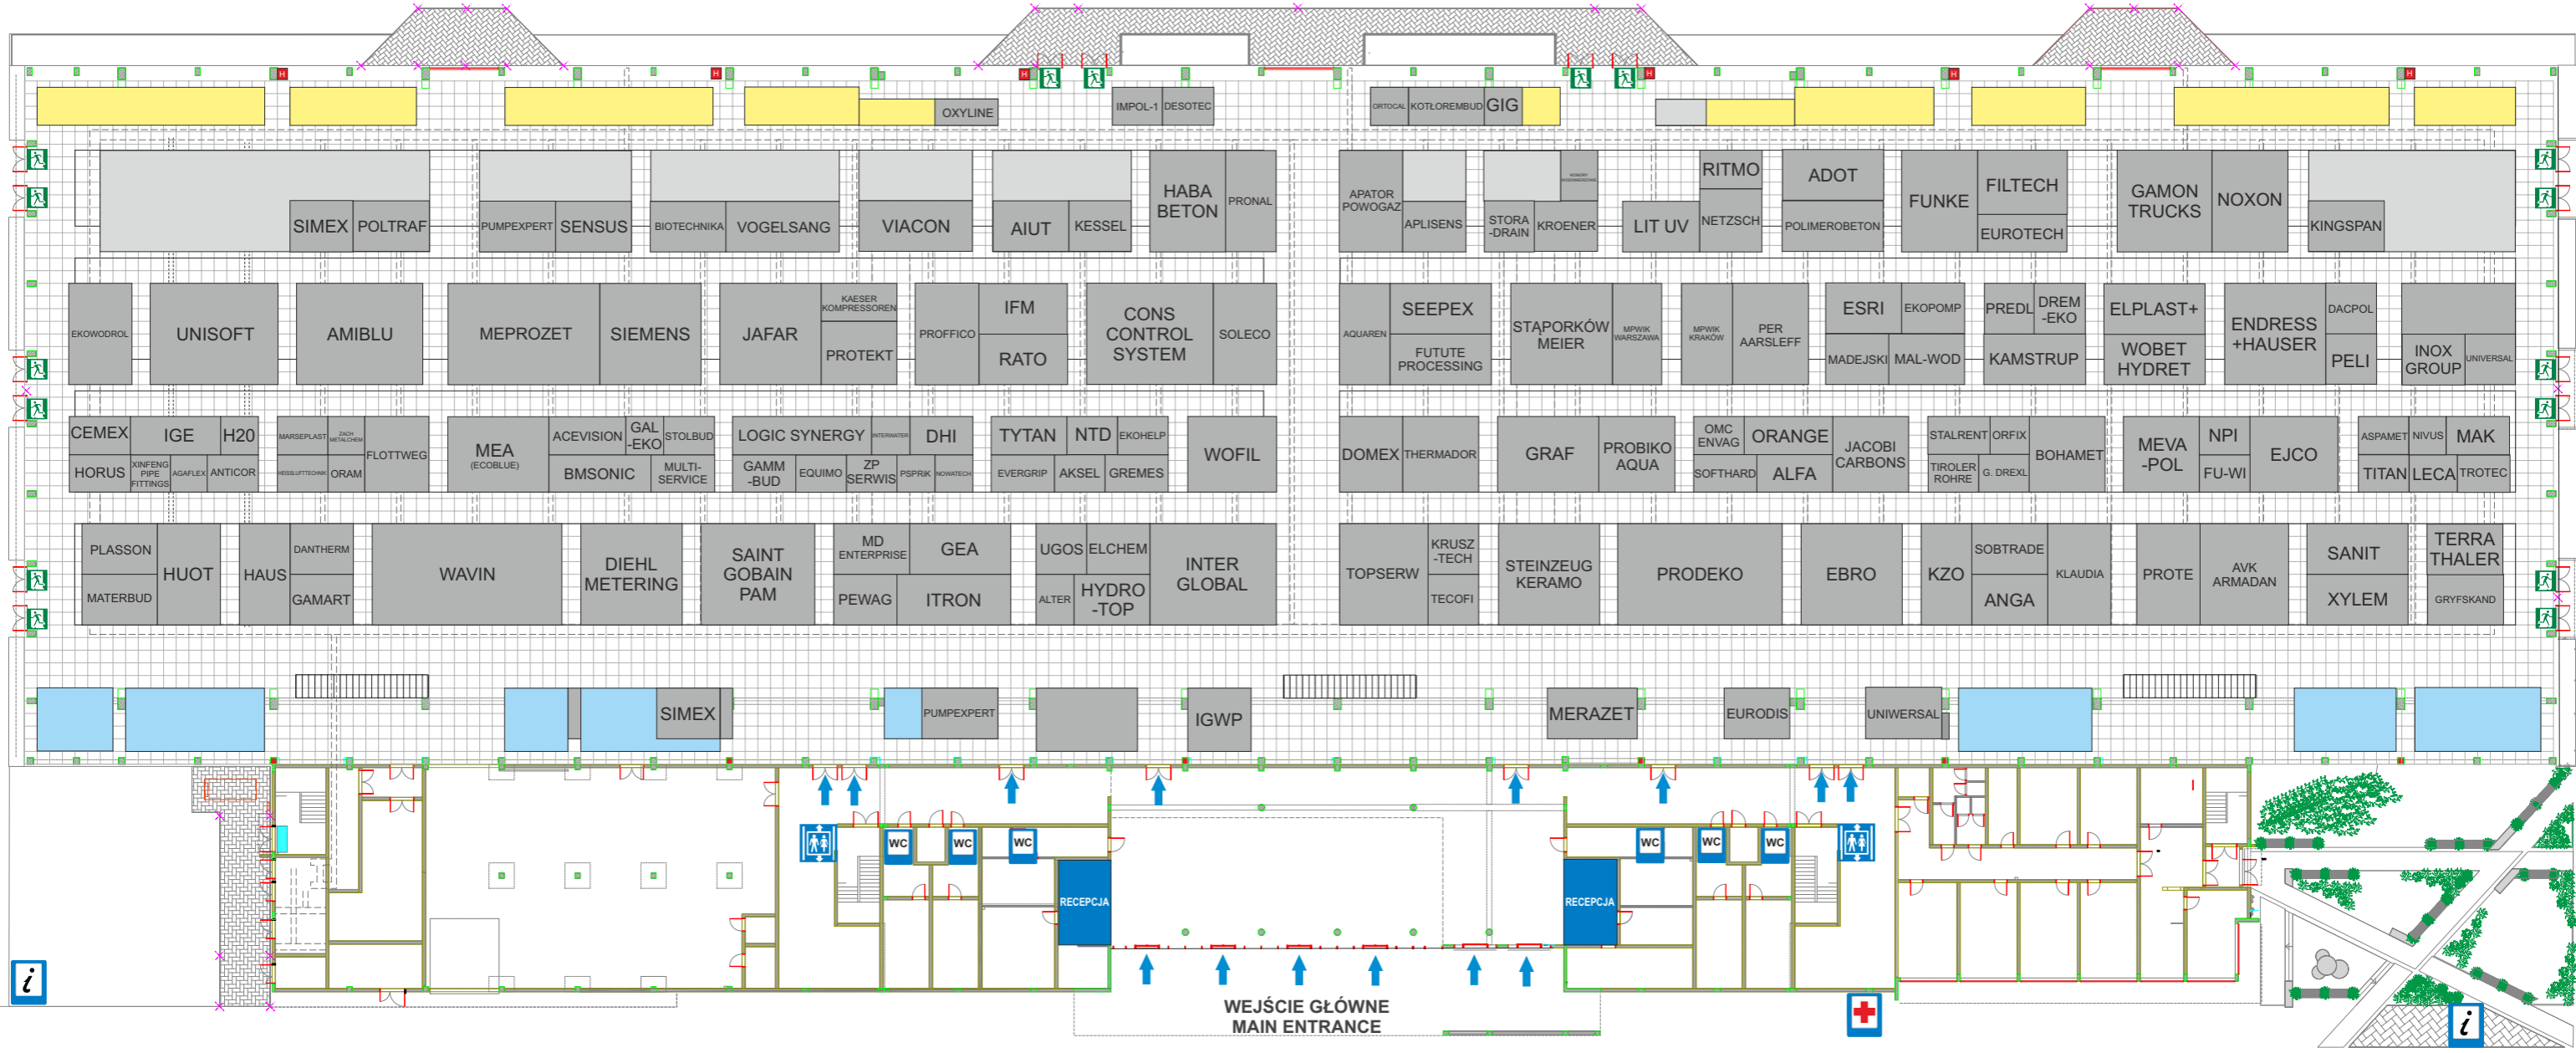 H
H
H
H
H
H
OXYLINE
IMPOL-1
DESOTEC
ORTOCAL
KOTŁOREMBUD
GIG
SIMEX
POLTRAF
PUMPEXPERT
SENSUS
BIOTECHNIKA
VOGELSANG
VIACON
AIUT
KESSEL
HABA
BETON
PRONAL
APATOR
POWOGAZ
APLISENS
STORA
-DRAIN
KROENER
LIT UV
RITMO
NETZSCH
ADOT
POLIMEROBETON
FUNKE
FILTECH
EUROTECH
GAMON
TRUCKS
NOXON
KINGSPAN
EKOWODROL
UNISOFT
AMIBLU
MEPROZET
SIEMENS
JAFAR
KAESER
KOMPRESSOREN
PROTEKT
PROFFICO
IFM
RATO
CONS
CONTROL
SYSTEM
SOLECO
AQUAREN
SEEPEX
FUTUTE
PROCESSING
STĄPORKÓW
MEIER
MPWIK
WARSZAWA
MPWIK
KRAKÓW
PER
AARSLEFF
ESRI
EKOPOMP
MADEJSKI
MAL-WOD
PREDL
DREM
-EKO
KAMSTRUP
ELPLAST+
WOBET
HYDRET
ENDRESS
+HAUSER
DACPOL
PELI
INOX
GROUP
UNIVERSAL
CEMEX
IGE
H20
HORUS
XINFENG
PIPE
FITTINGS
AGAFLEX
ANTICOR
MARSEPLAST
ZACH
METALCHEM
FLOTTWEG
HEISSLUFTTECHNIK
ORAM
MEA
(ECOBLUE)
ACEVISION
GAL
-EKO
STOLBUD
BMSONIC
MULTI-
SERVICE
LOGIC SYNERGY
INTERWATER
DHI
GAMM
-BUD
EQUIMO
ZP
SERWIS
PSPRiK
NOWATECH
TYTAN
NTD
EKOHELP
EVERGRIP
AKSEL
GREMES
WOFIL
DOMEX
THERMADOR
GRAF
PROBIKO
AQUA
OMC
ENVAG
ORANGE
SOFTHARD
ALFA
JACOBI
CARBONS
STALRENT
ORFIX
TIROLER
ROHRE
G. DREXL
BOHAMET
MEVA
-POL
NPI
FU-WI
EJCO
ASPAMET
NIVUS
MAK
TITAN
LECA
TROTEC
PLASSON
MATERBUD
HUOT
HAUS
DANTHERM
GAMART
WAVIN
DIEHL
METERING
SAINT
GOBAIN
PAM
MD
ENTERPRISE
GEA
PEWAG
ITRON
UGOS
ELCHEM
ALTER
HYDRO
-TOP
INTER
GLOBAL
TOPSERW
KRUSZ
-TECH
TECOFI
STEINZEUG
KERAMO
PRODEKO
EBRO
KZO
SOBTRADE
ANGA
KLAUDIA
PROTE
AVK
ARMADAN
SANIT
XYLEM
TERRA
THALER
GRYFSKAND
SIMEX
PUMPEXPERT
IGWP
MERAZET
EURODIS
UNIWERSAL
WC
WC
WC
WC
WC
WC
RECEPCJA
RECEPCJA
i
i
WEJŚCIE GŁÓWNE
MAIN ENTRANCE